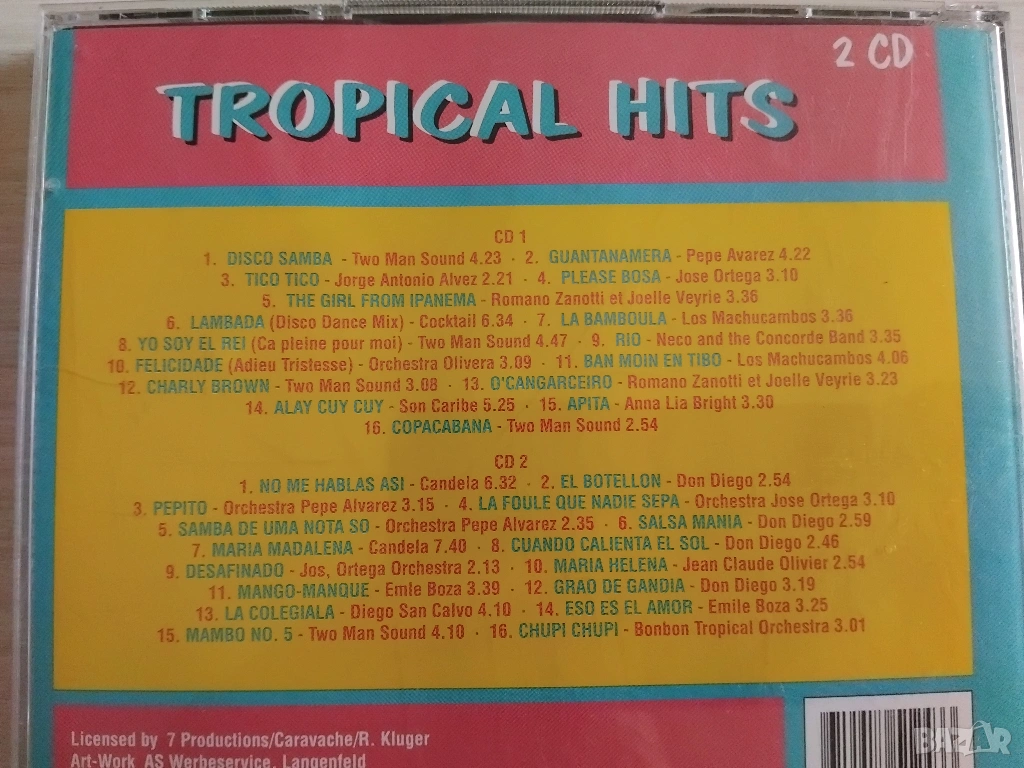 2 CD
TROPICAL HITS
CD 1
1. DISCO SAMBA - Two Man Sound 4.23 · 2. GUANTANAMERA - Pepe Avarez 4.22
3. TICO TICO - Jorge Antonio Alvez 2.21 · 4. PLEASE BOSA - Jose Ortega 3.10
5. THE GIRL FROM IPANEMA - Romano Zanotti et Joelle Veyrie 3.36
6. LAMBADA (Disco Dance Mix) - Cocktail 6.34 · 7. LA BAMBOULA - Los Machucambos 3.36
8. YO SOY EL REI (Ca pleine pour moi) - Two Man Sound 4.47 · 9. RIO - Neco and the Concorde Band 3.35
10. FELICIDADE (Adieu Tristesse) - Orchestra Olivera 3.09 · 11. BAN MOIN EN TIBO - Los Machucambos 4.06
12. CHARLY BROWN - Two Man Sound 3.08 · 13. O'CANGARCEIRO - Romano Zanotti et Joelle Veyrie 3.23
14. ALAY CUY CUY - Son Caribe 5.25 · 15. APITA - Anna Lia Bright 3.30
16. COPACABANA - Two Man Sound 2.54
CD 2
1. NO ME HABLAS ASI - Candela 6.32 · 2. EL BOTELLON - Don Diego 2.54
3. PEPITO - Orchestra Pepe Alvarez 3.15 · 4. LA FOULE QUE NADIE SEPA - Orchestra Jose Ortega 3.10
5. SAMBA DE UMA NOTA SO - Orchestra Pepe Alvarez 2.35 · 6. SALSA MANIA - Don Diego 2.59
7. MARIA MADALENA - Candela 7.40 · 8. CUANDO CALIENTA EL SOL - Don Diego 2.46
9. DESAFINADO - Jos, Ortega Orchestra 2.13 · 10. MARIA HELENA - Jean Claude Olivier 2.54
11. MANGO-MANQUE - Emle Boza 3.39 · 12. GRAO DE GANDIA - Don Diego 3.19
13. LA COLEGIALA - Diego San Calvo 4.10 · 14. ESO ES EL AMOR - Emile Boza 3.25
15. MAMBO NO. 5 - Two Man Sound 4.10 · 16. CHUPI CHUPI - Bonbon Tropical Orchestra 3.01
Licensed by 7 Productions/Caravache/R. Kluger
Art-Work AS Werbeservice, Langenfeld
BAZAR